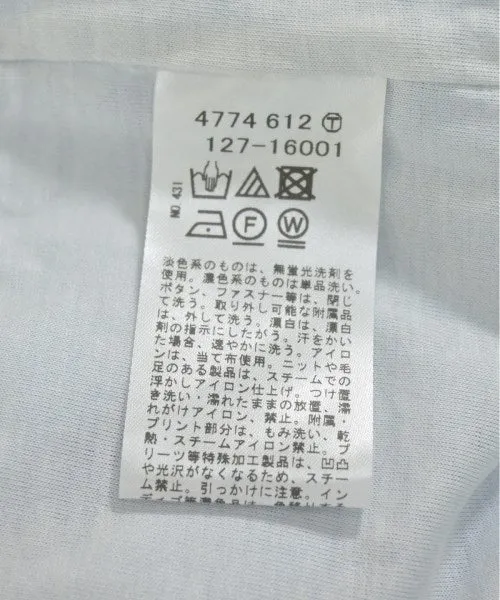 4774 612 Ⓣ
127-16001
NO.431
F W
淡色系のものは、無蛍光洗剤を
使用。濃色系のものは単品洗い。
ボタン、ファスナー等は、閉じ
て洗う。取り外し可能な附属品
は、外して洗う。漂白は、漂白
剤の指示にしたがう。汗をかい
た場合、速やかに洗う。アイロ
ンは、当て布使用。ニットや毛
足のある製品は、スチームでの
浮かしアイロン仕上げ。つけ置
き洗い・濡れたままの放置、濡
れがけアイロン、禁止。附属・
プリント部分は、もみ洗い、乾
熱・スチームアイロン禁止。プ
リーツ等特殊加工製品は、凹凸
や光沢がなくなるため、スチー
ム禁止。引っかけに注意。イン